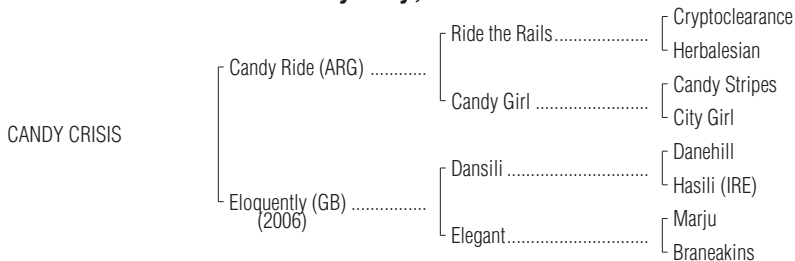 Cryptoclearance
Ride the Rails
Herbalesian
Candy Ride (ARG)
Candy Stripes
Candy Girl
City Girl
CANDY CRISIS
Danehill
Dansili
Hasili (IRE)
Eloquently (GB)
(2006)
Marju
Elegant
Braneakins